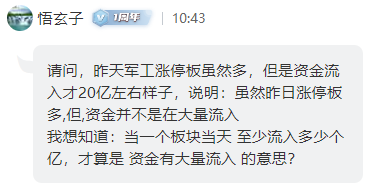 悟玄子 V 1周年 10:43
请问，昨天军工涨停板虽然多，但是资金流
入才20亿左右样子，说明：虽然昨日涨停板
多,但,资金并不是在大量流入
我想知道：当一个板块当天 至少流入多少个
亿，才算是 资金有大量流入 的意思？